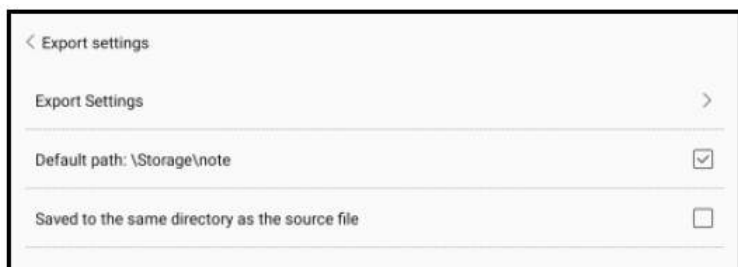 Export settings
Export Settings
Default path: \Storage\note
Saved to the same directory as the source file